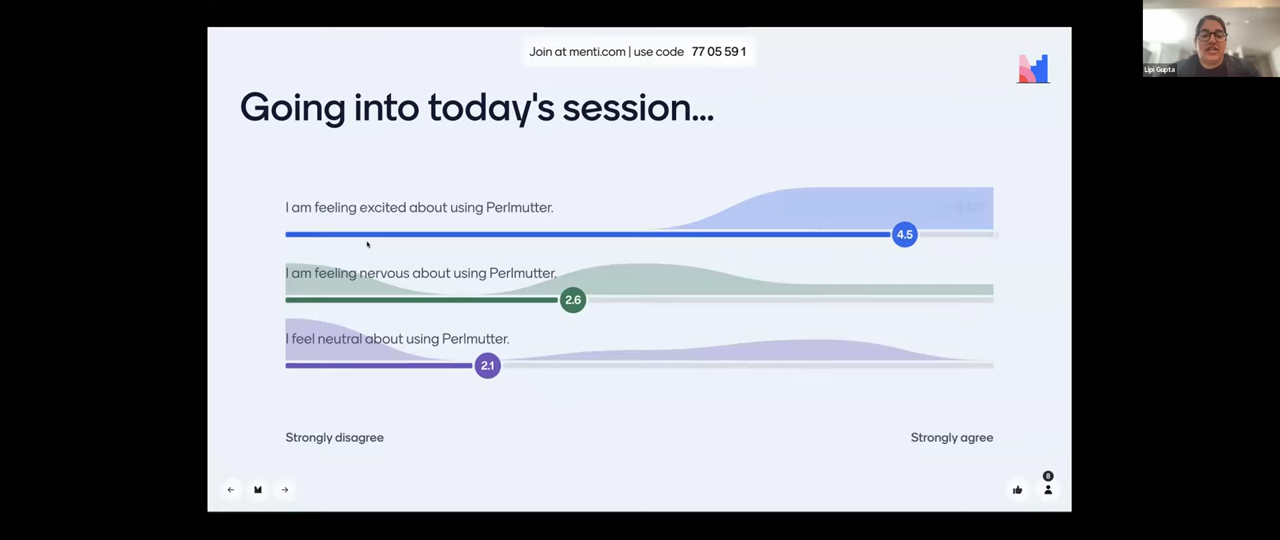 Join at menti.com | use code 77 05 59 1
Lipi Gupta
Going into today's session...
I am feeling excited about using Perlmutter.
4.5
I am feeling nervous about using Perlmutter.
2.6
I feel neutral about using Perlmutter.
2.1
Strongly disagree
Strongly agree
8